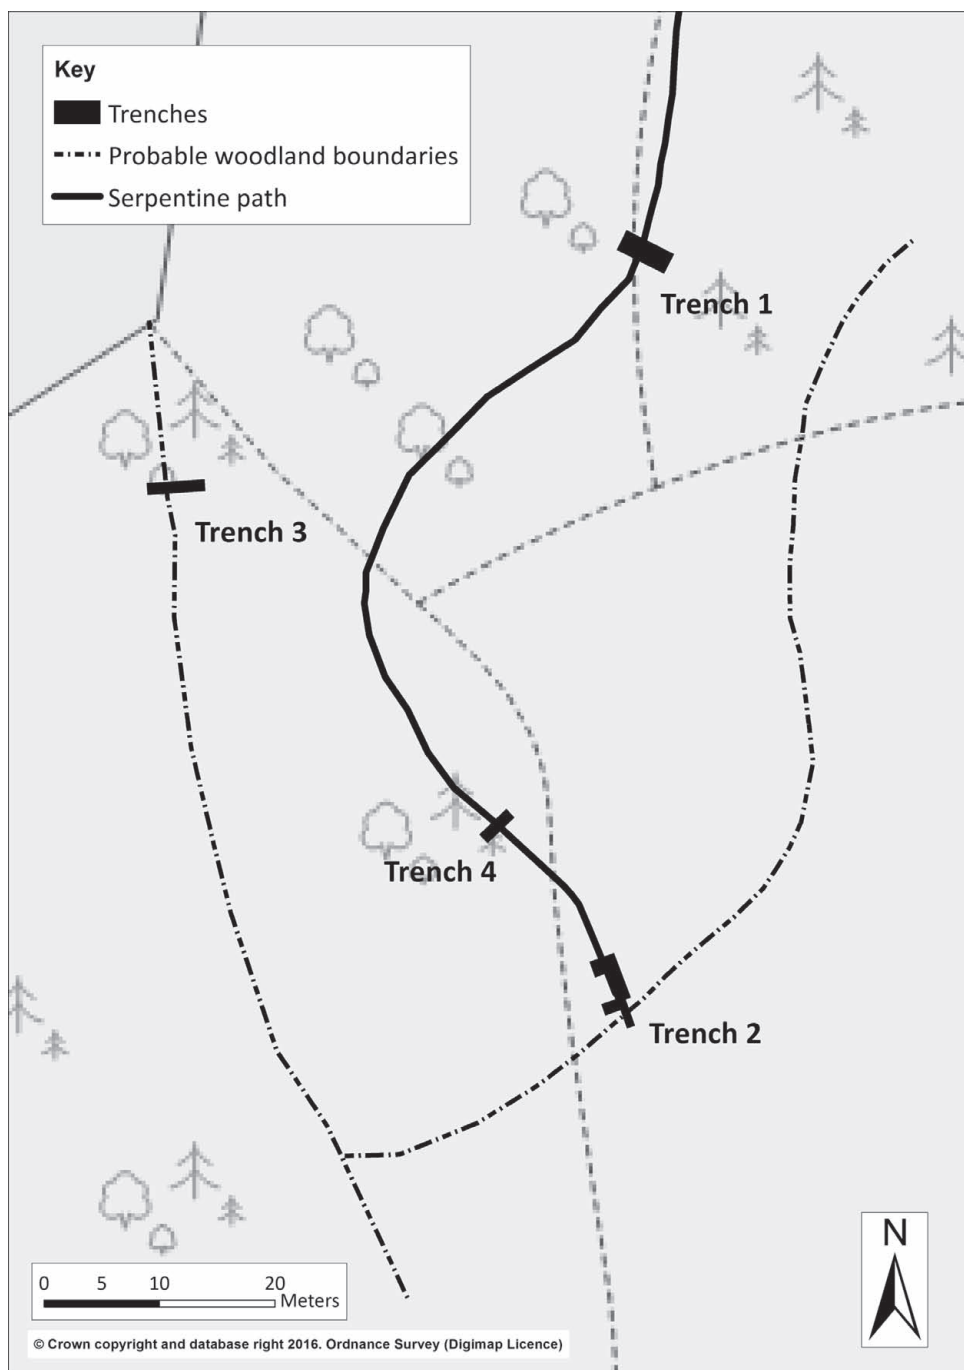 Key
Trenches
Probable woodland boundaries
Serpentine path
Trench 1
Trench 3
Trench 4
Trench 2
N
0 5 10 20
Meters
© Crown copyright and database right 2016. Ordnance Survey (Digimap Licence)